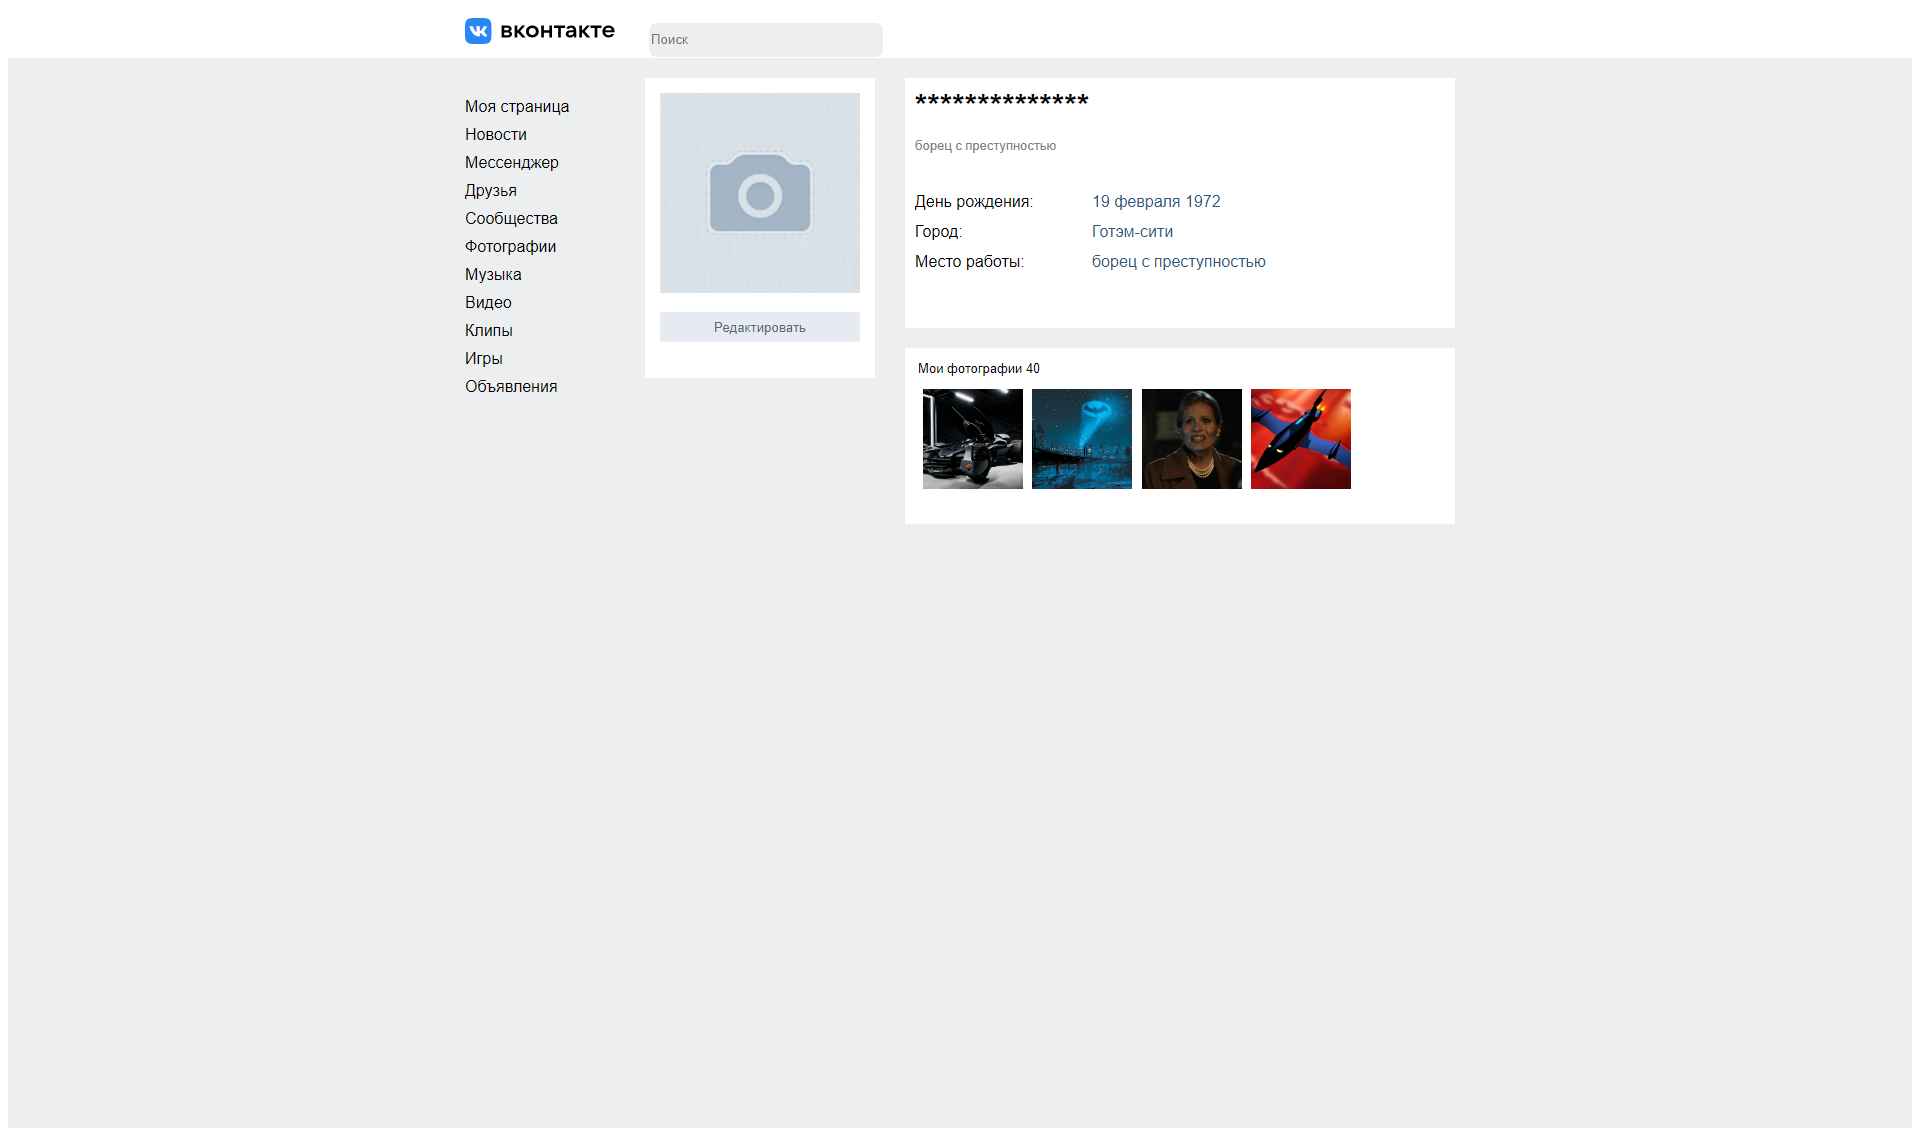 вконтакте
Поиск
Моя страница
Новости
Мессенджер
Друзья
Сообщества
Фотографии
Музыка
Видео
Клипы
Игры
Объявления
Редактировать
**************
борец с преступностью
День рождения: 19 февраля 1972
Город: Готэм-сити
Место работы: борец с преступностью
Мои фотографии 40